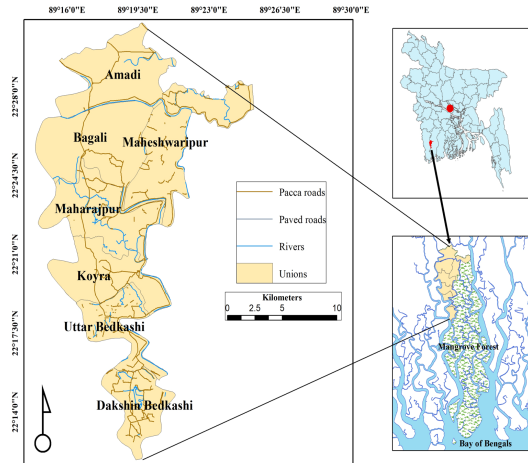 89°16'0"E 89°19'30"E 89°23'0"E 89°26'30"E 89°30'0"E
22°28'0"N
22°24'30"N
22°21'0"N
22°17'30"N
22°14'0"N
Amadi
Bagali
Maheshwaripur
Maharajpur
Koyra
Uttar Bedkashi
Dakshin Bedkashi
Pacca roads
Paved roads
Rivers
Unions
Kilometers
0 2.5 5 10
Mangrove Forest
Bay of Bengals